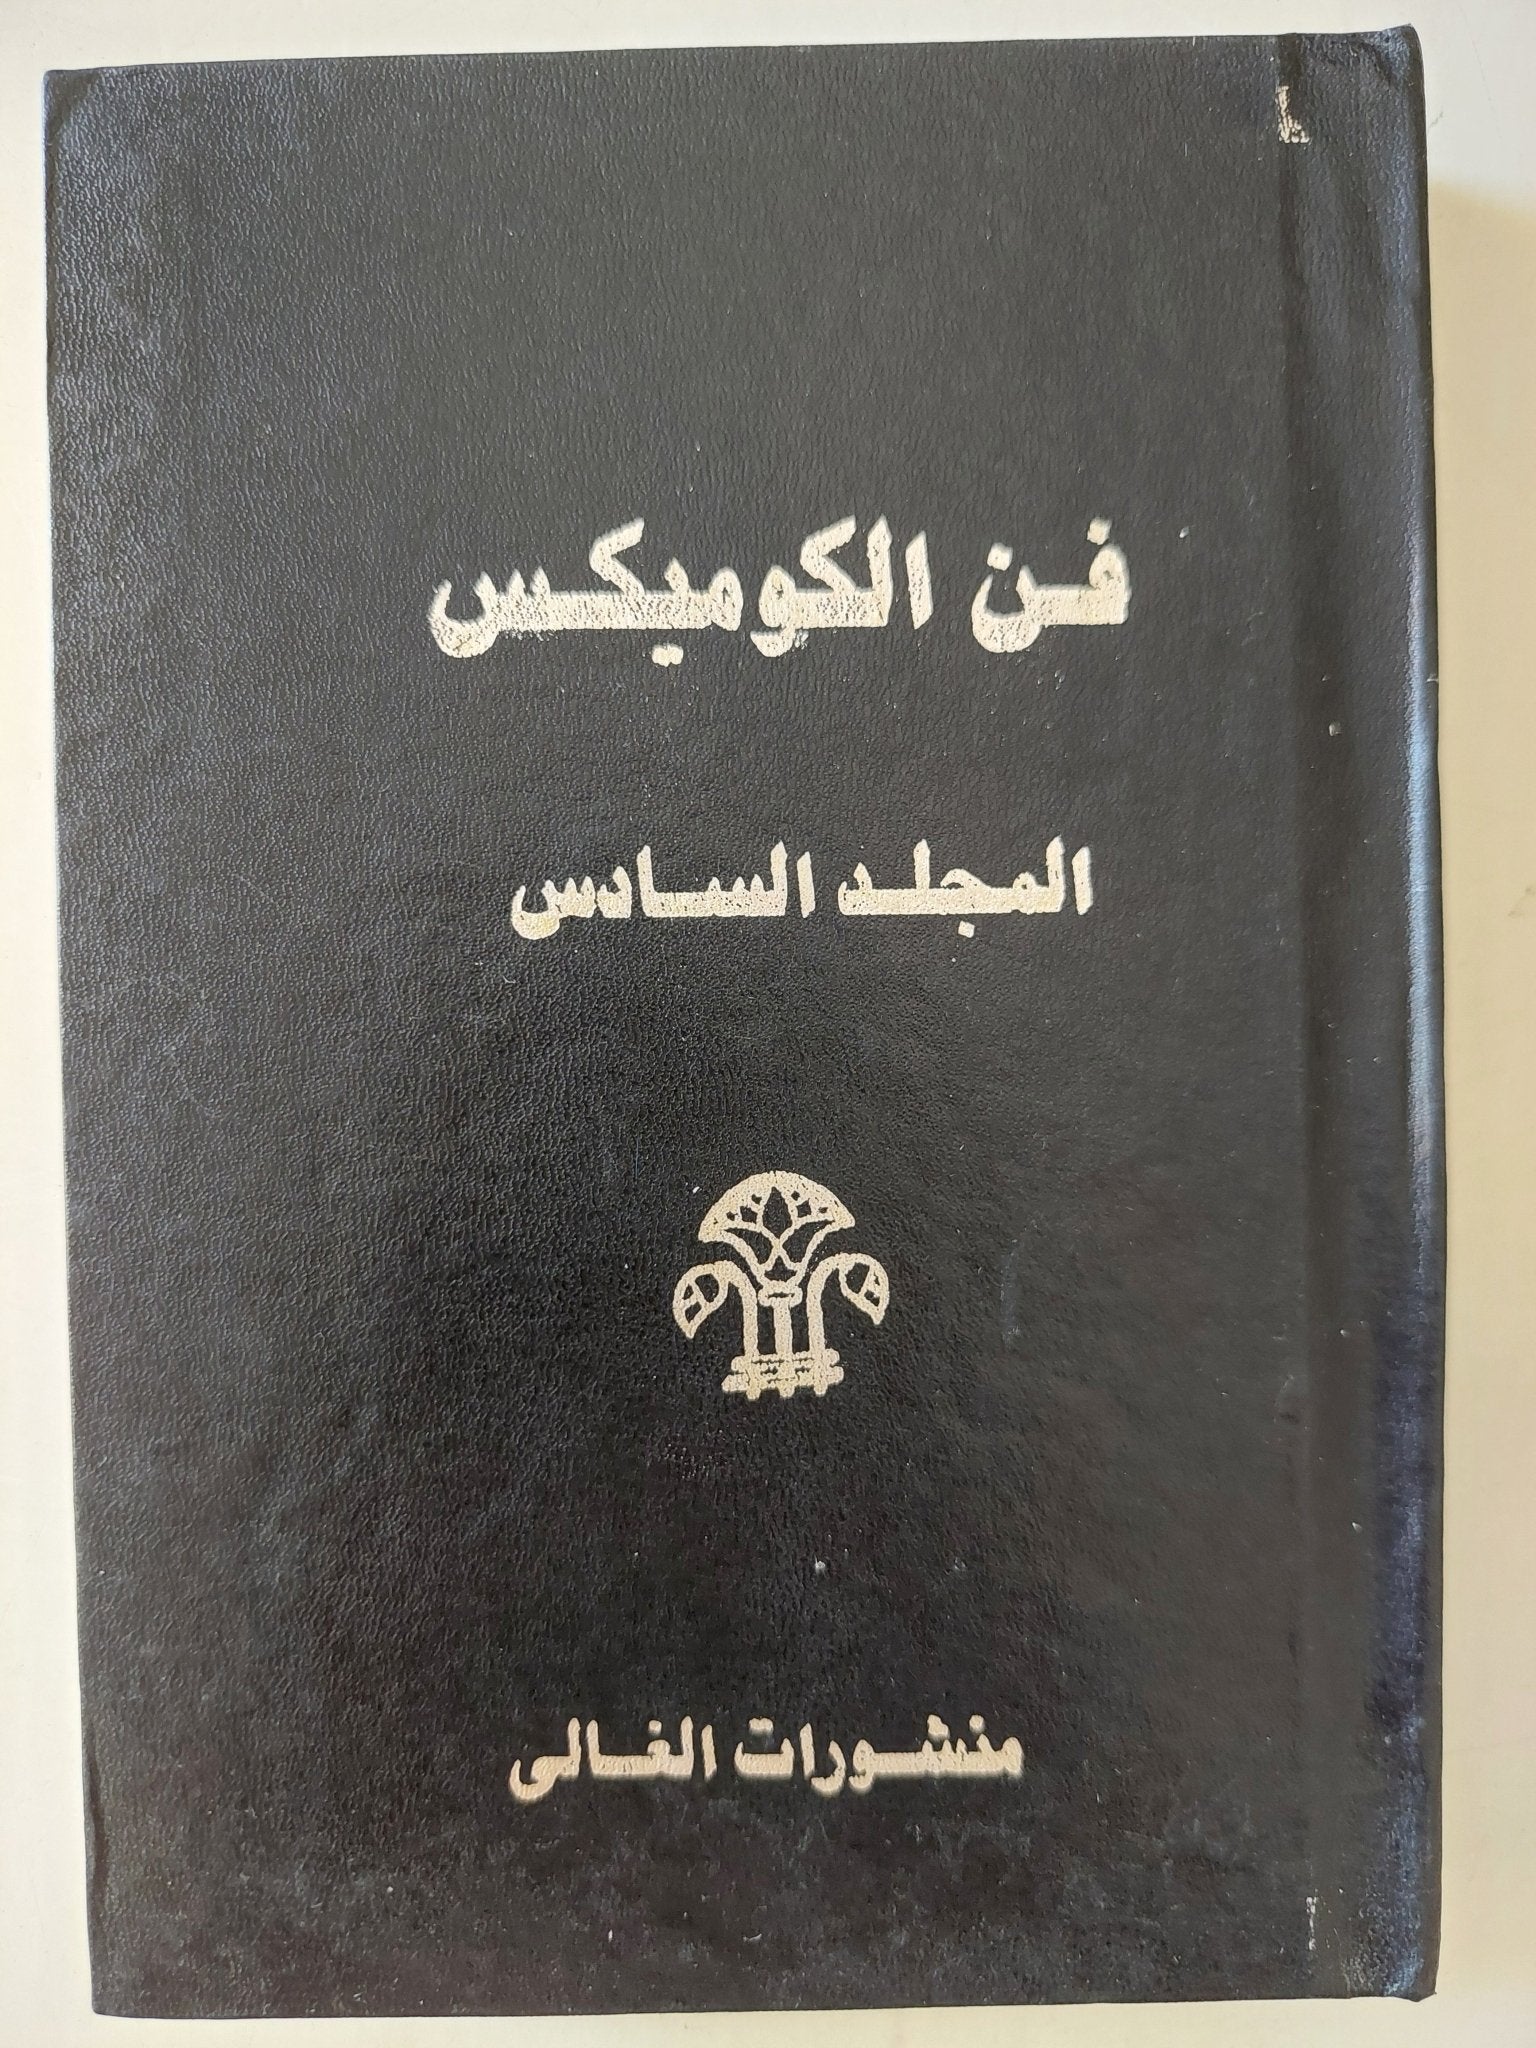 فن الكوميكس
المجلد السادس
منشورات الغالى